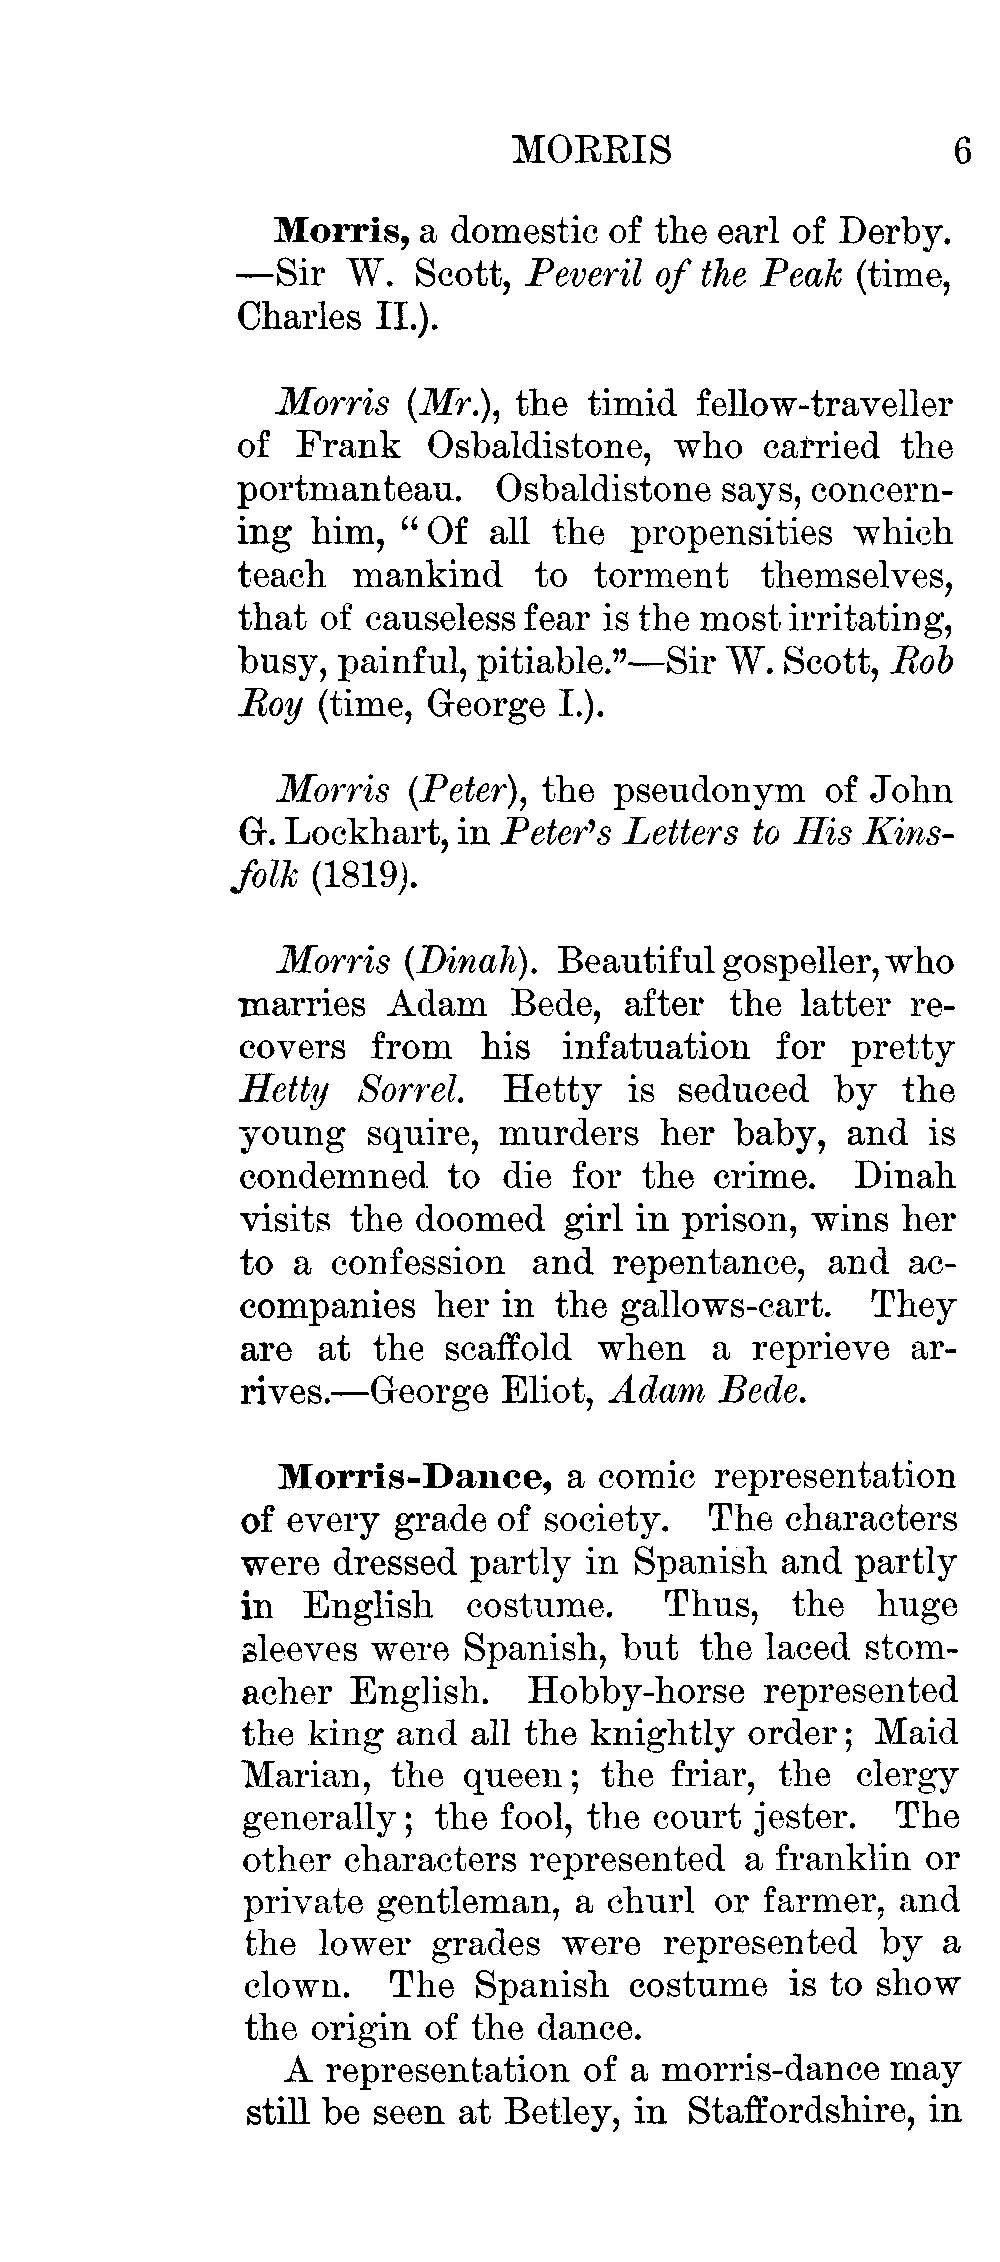 MORRIS 6
Morris, a domestic of the earl of Derby.
—Sir W. Scott, Peveril of the Peak (time,
Charles II.).
Morris (Mr.), the timid fellow-traveller
of Frank Osbaldistone, who carried the
portmanteau. Osbaldistone says, concern-
ing him, “Of all the propensities which
teach mankind to torment themselves,
that of causeless fear is the most irritating,
busy, painful, pitiable.”—Sir W. Scott, Rob
Roy (time, George I.).
Morris (Peter), the pseudonym of John
G. Lockhart, in Peter's Letters to His Kins-
folk (1819).
Morris (Dinah). Beautiful gospeller, who
marries Adam Bede, after the latter re-
covers from his infatuation for pretty
Hetty Sorrel. Hetty is seduced by the
young squire, murders her baby, and is
condemned to die for the crime. Dinah
visits the doomed girl in prison, wins her
to a confession and repentance, and ac-
companies her in the gallows-cart. They
are at the scaffold when a reprieve ar-
rives.—George Eliot, Adam Bede.
Morris-Dance, a comic representation
of every grade of society. The characters
were dressed partly in Spanish and partly
in English costume. Thus, the huge
sleeves were Spanish, but the laced stom-
acher English. Hobby-horse represented
the king and all the knightly order; Maid
Marian, the queen; the friar, the clergy
generally; the fool, the court jester. The
other characters represented a franklin or
private gentleman, a churl or farmer, and
the lower grades were represented by a
clown. The Spanish costume is to show
the origin of the dance.
A representation of a morris-dance may
still be seen at Betley, in Staffordshire, in